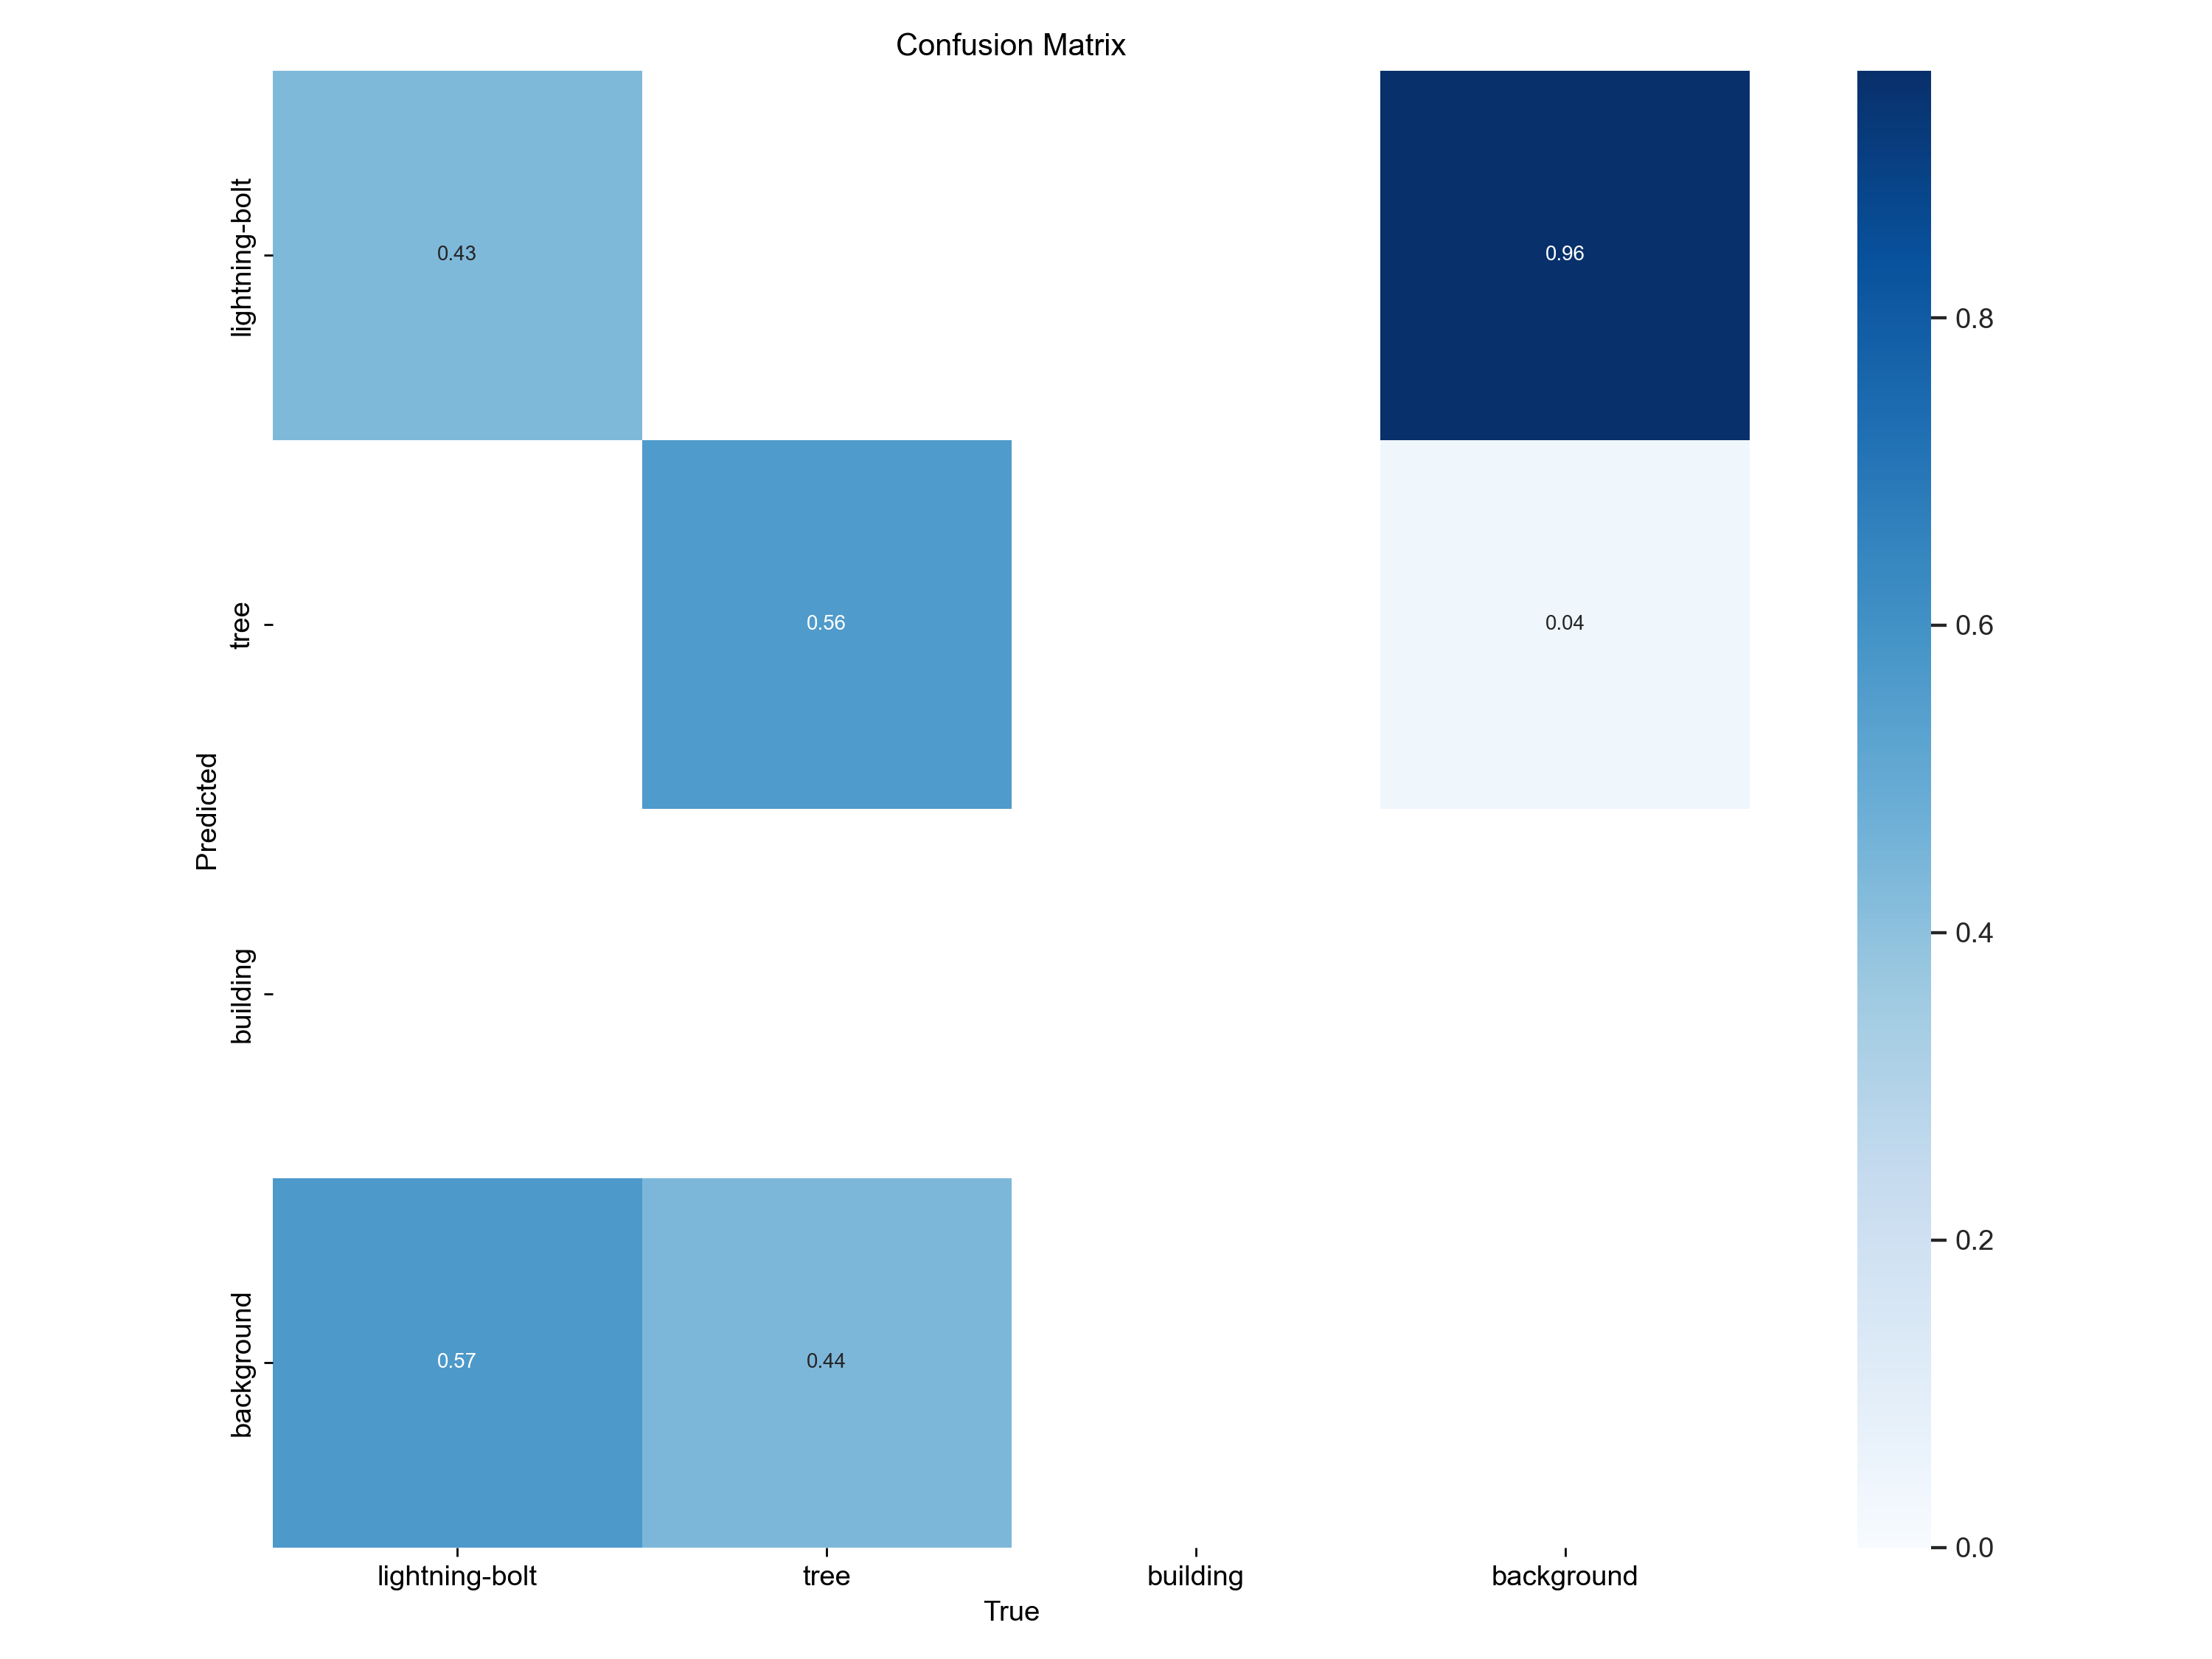 Confusion Matrix
lightning-bolt
0.43
0.96
0.8
tree
0.56
0.04
0.6
Predicted
building
0.4
background
0.57
0.44
0.2
0.0
lightning-bolt
tree
building
background
True